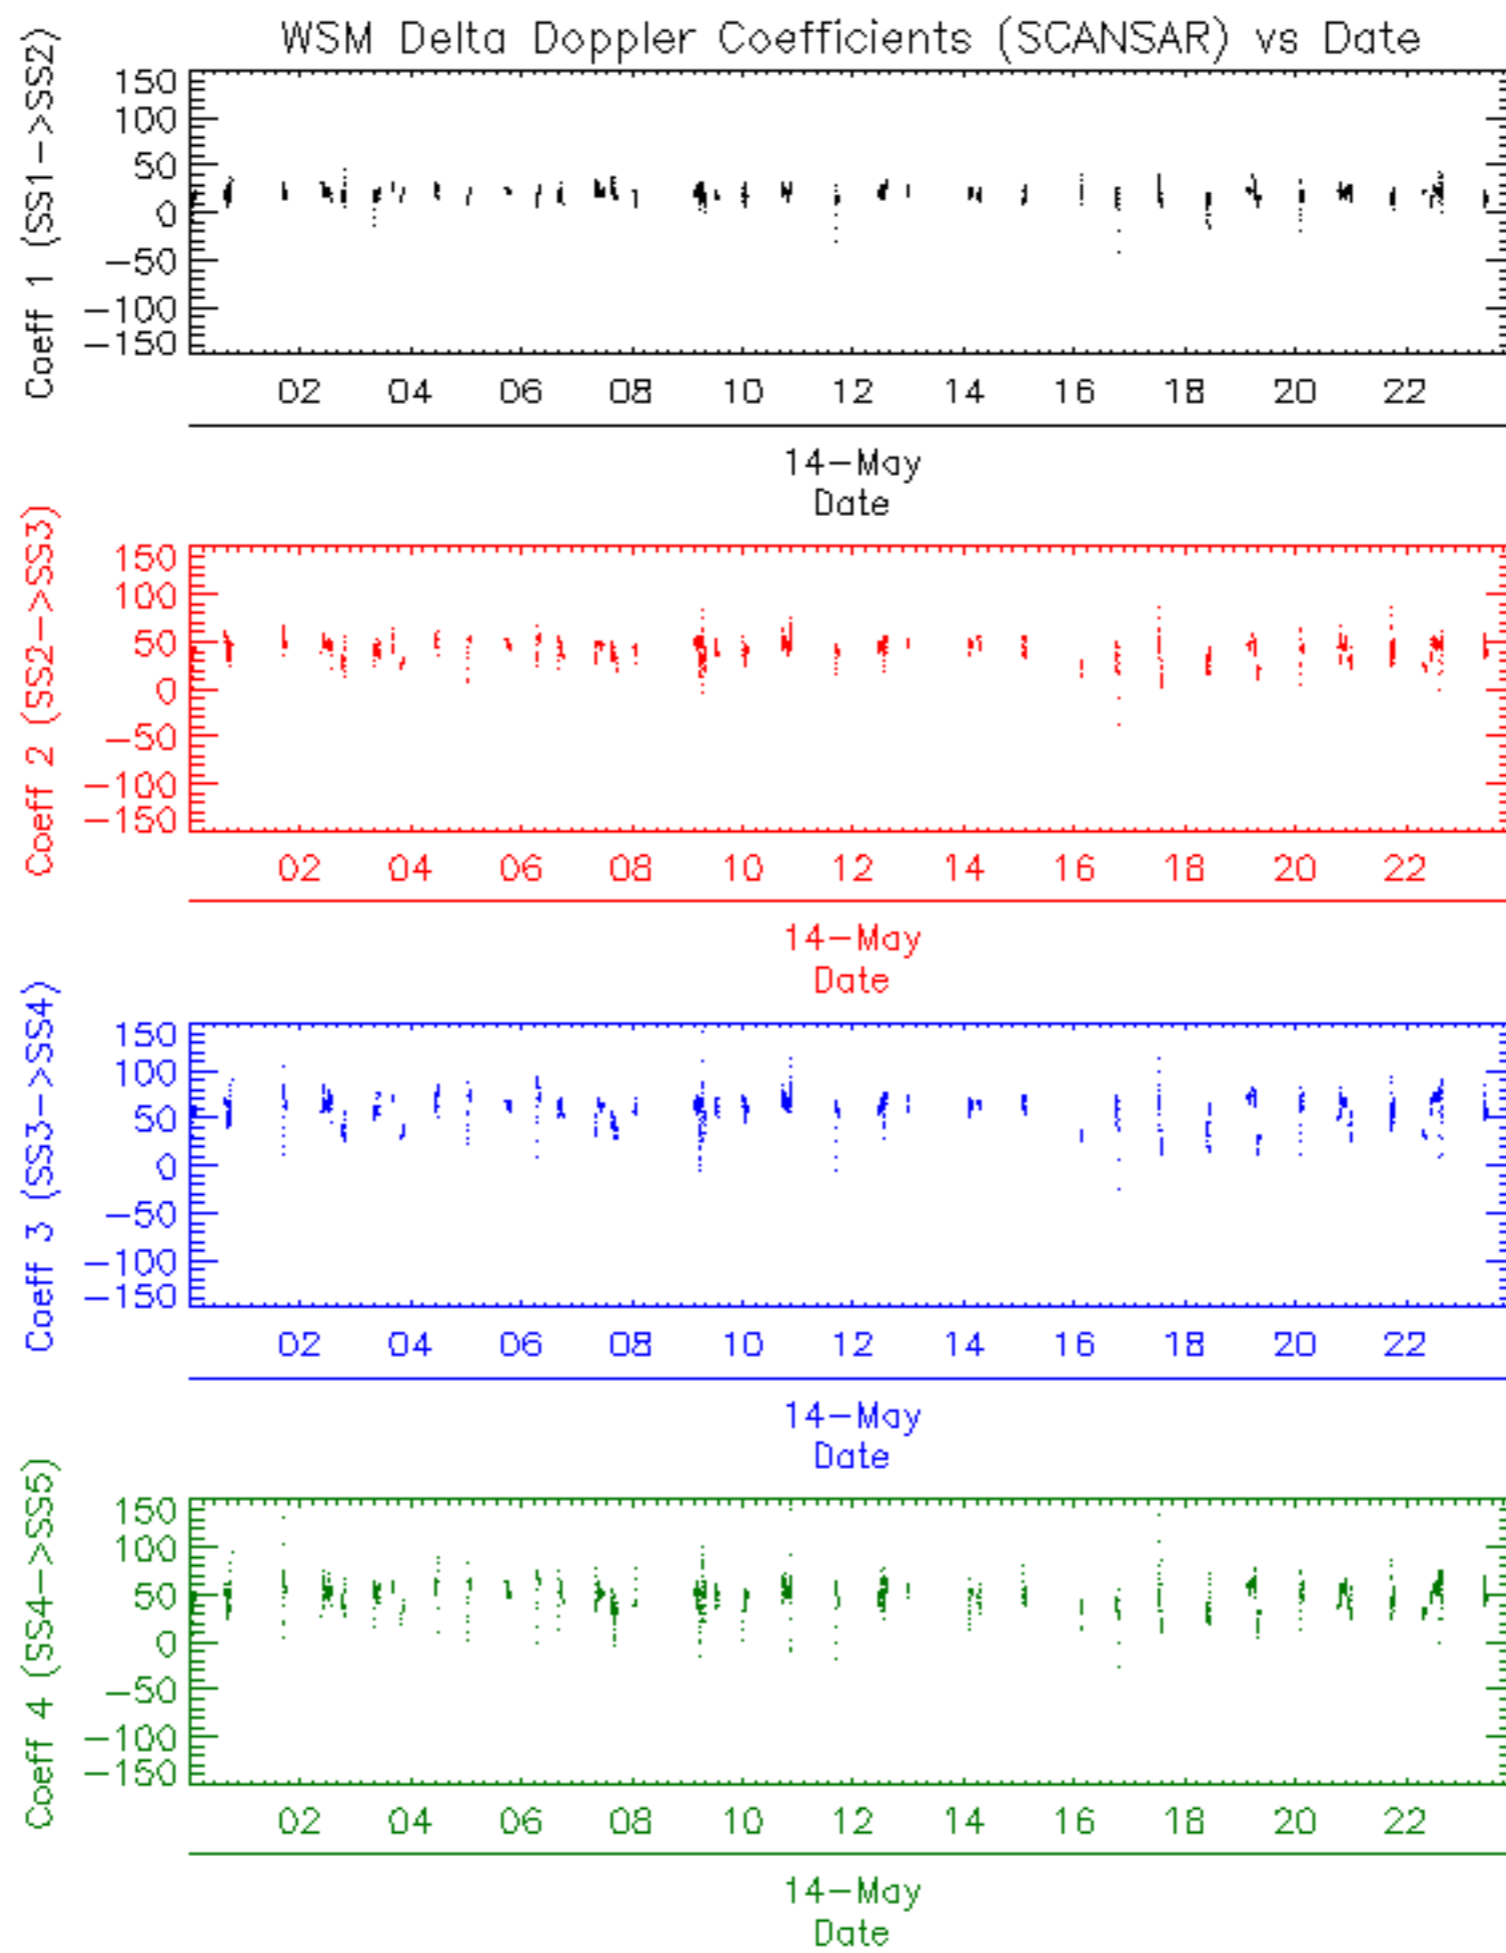 WSM Delta Doppler Coefficients (SCANSAR) vs Date
Coeff 1 (SS1->SS2)
150
100
50
0
-50
-100
-150
02 04 06 08 10 12 14 16 18 20 22
14-May
Date
Coeff 2 (SS2->SS3)
150
100
50
0
-50
-100
-150
02 04 06 08 10 12 14 16 18 20 22
14-May
Date
Coeff 3 (SS3->SS4)
150
100
50
0
-50
-100
-150
02 04 06 08 10 12 14 16 18 20 22
14-May
Date
Coeff 4 (SS4->SS5)
150
100
50
0
-50
-100
-150
02 04 06 08 10 12 14 16 18 20 22
14-May
Date